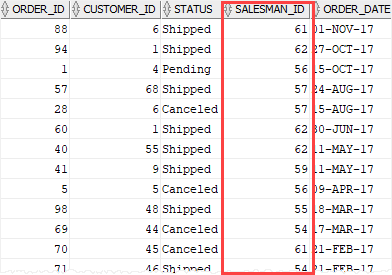 ORDER_ID CUSTOMER_ID STATUS SALESMAN_ID ORDER_DATE
88 6 Shipped 61 01-NOV-17
94 1 Shipped 62 27-OCT-17
1 4 Pending 56 15-OCT-17
57 68 Shipped 57 24-AUG-17
28 6 Canceled 57 15-AUG-17
60 1 Shipped 62 30-JUN-17
40 55 Shipped 62 11-MAY-17
41 9 Shipped 59 11-MAY-17
5 5 Canceled 56 09-APR-17
98 48 Shipped 55 18-MAR-17
69 44 Canceled 54 17-MAR-17
70 45 Canceled 61 21-FEB-17
71 46 Shipped 54 21-FEB-17